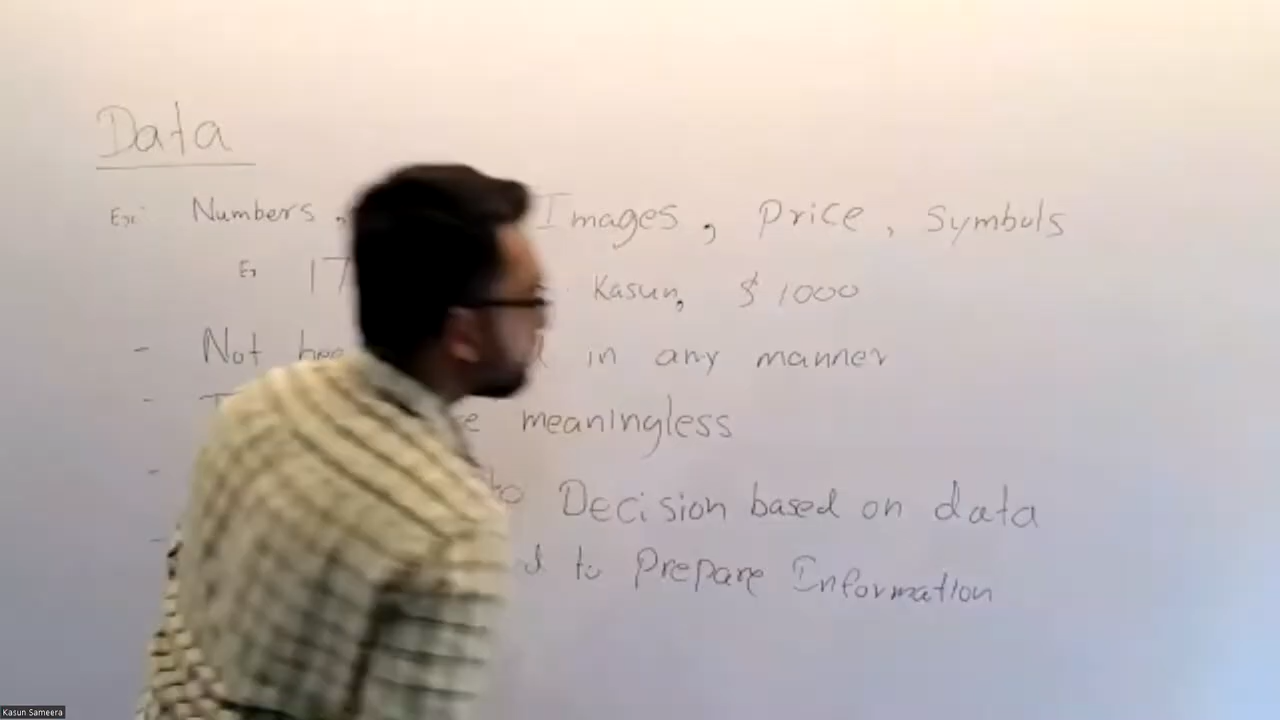 Data
Ex: Numbers, Images, Price, Symbols
Ex 17 Kasun, $1000
- Not in any manner
- meaningless
- to Decision based on data
- to Prepare Information
Kasun Sameera